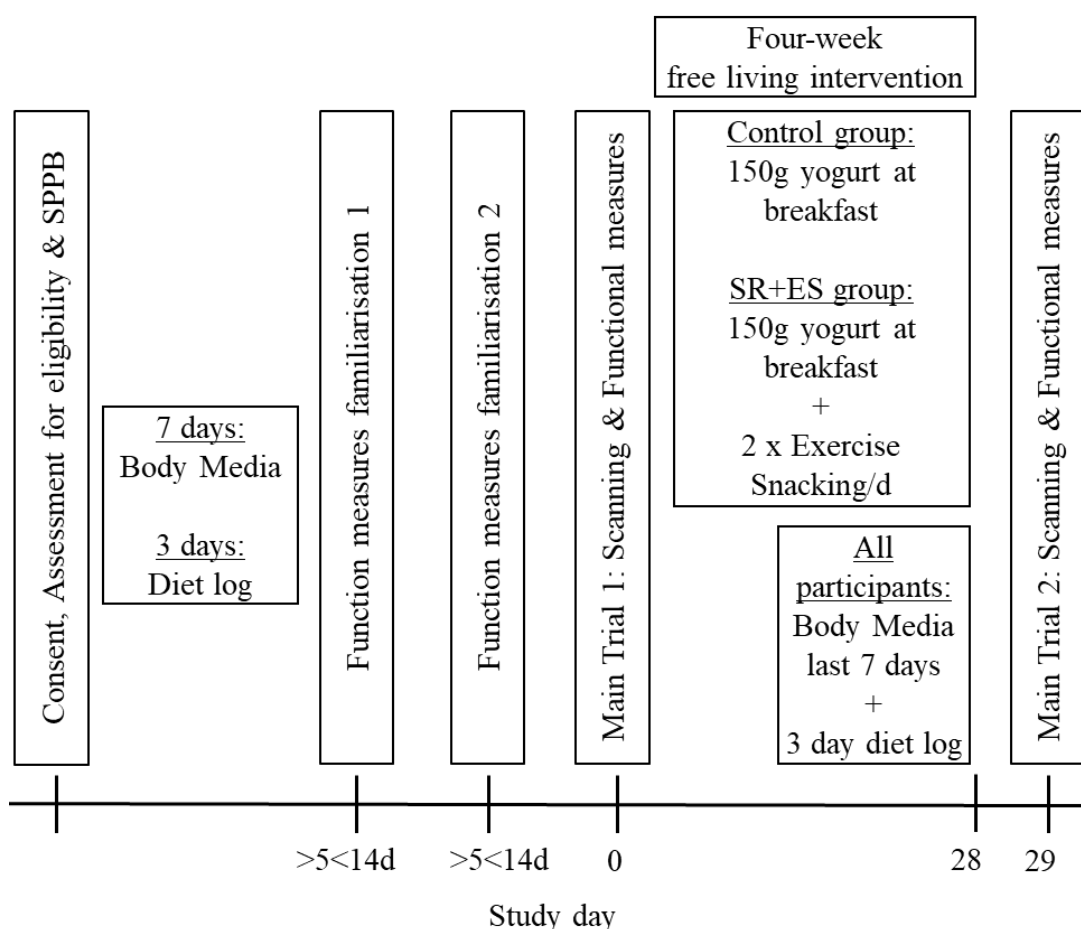 Four-week
free living intervention
Consent, Assessment for eligibility & SPPB
7 days:
Body Media
3 days:
Diet log
Function measures familiarisation 1
Function measures familiarisation 2
Main Trial 1: Scanning & Functional measures
Control group:
150g yogurt at
breakfast
SR+ES group:
150g yogurt at
breakfast
+
2 x Exercise
Snacking/d
All
participants:
Body Media
last 7 days
+
3 day diet log
Main Trial 2: Scanning & Functional measures
>5<14d
>5<14d
0
28
29
Study day